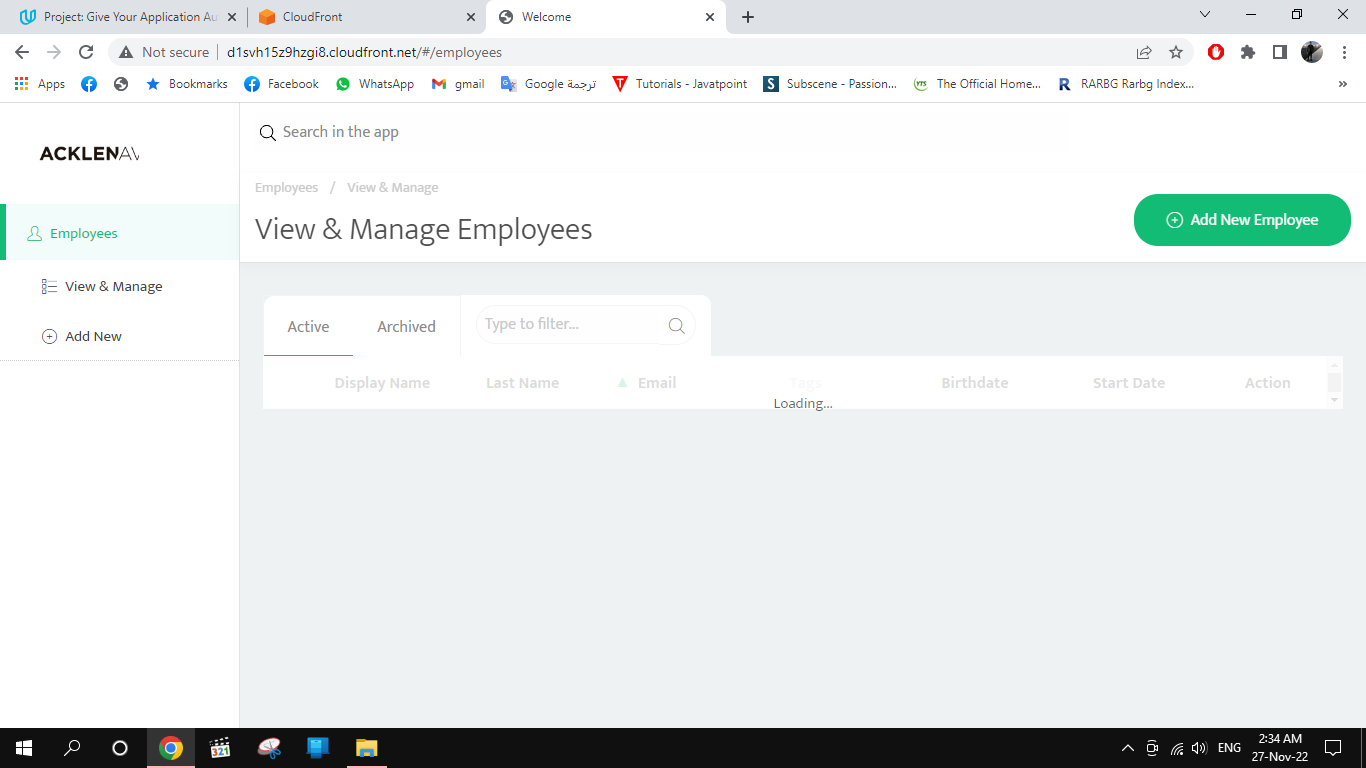 Project: Give Your Application Au
CloudFront
Welcome
Not secure
d1svh15z9hzgi8.cloudfront.net/#/employees
Apps
Bookmarks
Facebook
WhatsApp
gmail
ترجمة Google
Tutorials - Javatpoint
Subscene - Passion...
The Official Home...
RARBG Rarbg Index...
ACKLENAV
Search in the app
Employees / View & Manage
View & Manage Employees
Add New Employee
Employees
View & Manage
Add New
Active
Archived
Type to filter...
Display Name
Last Name
Email
Tags
Birthdate
Start Date
Action
Loading...
ENG
2:34 AM
27-Nov-22